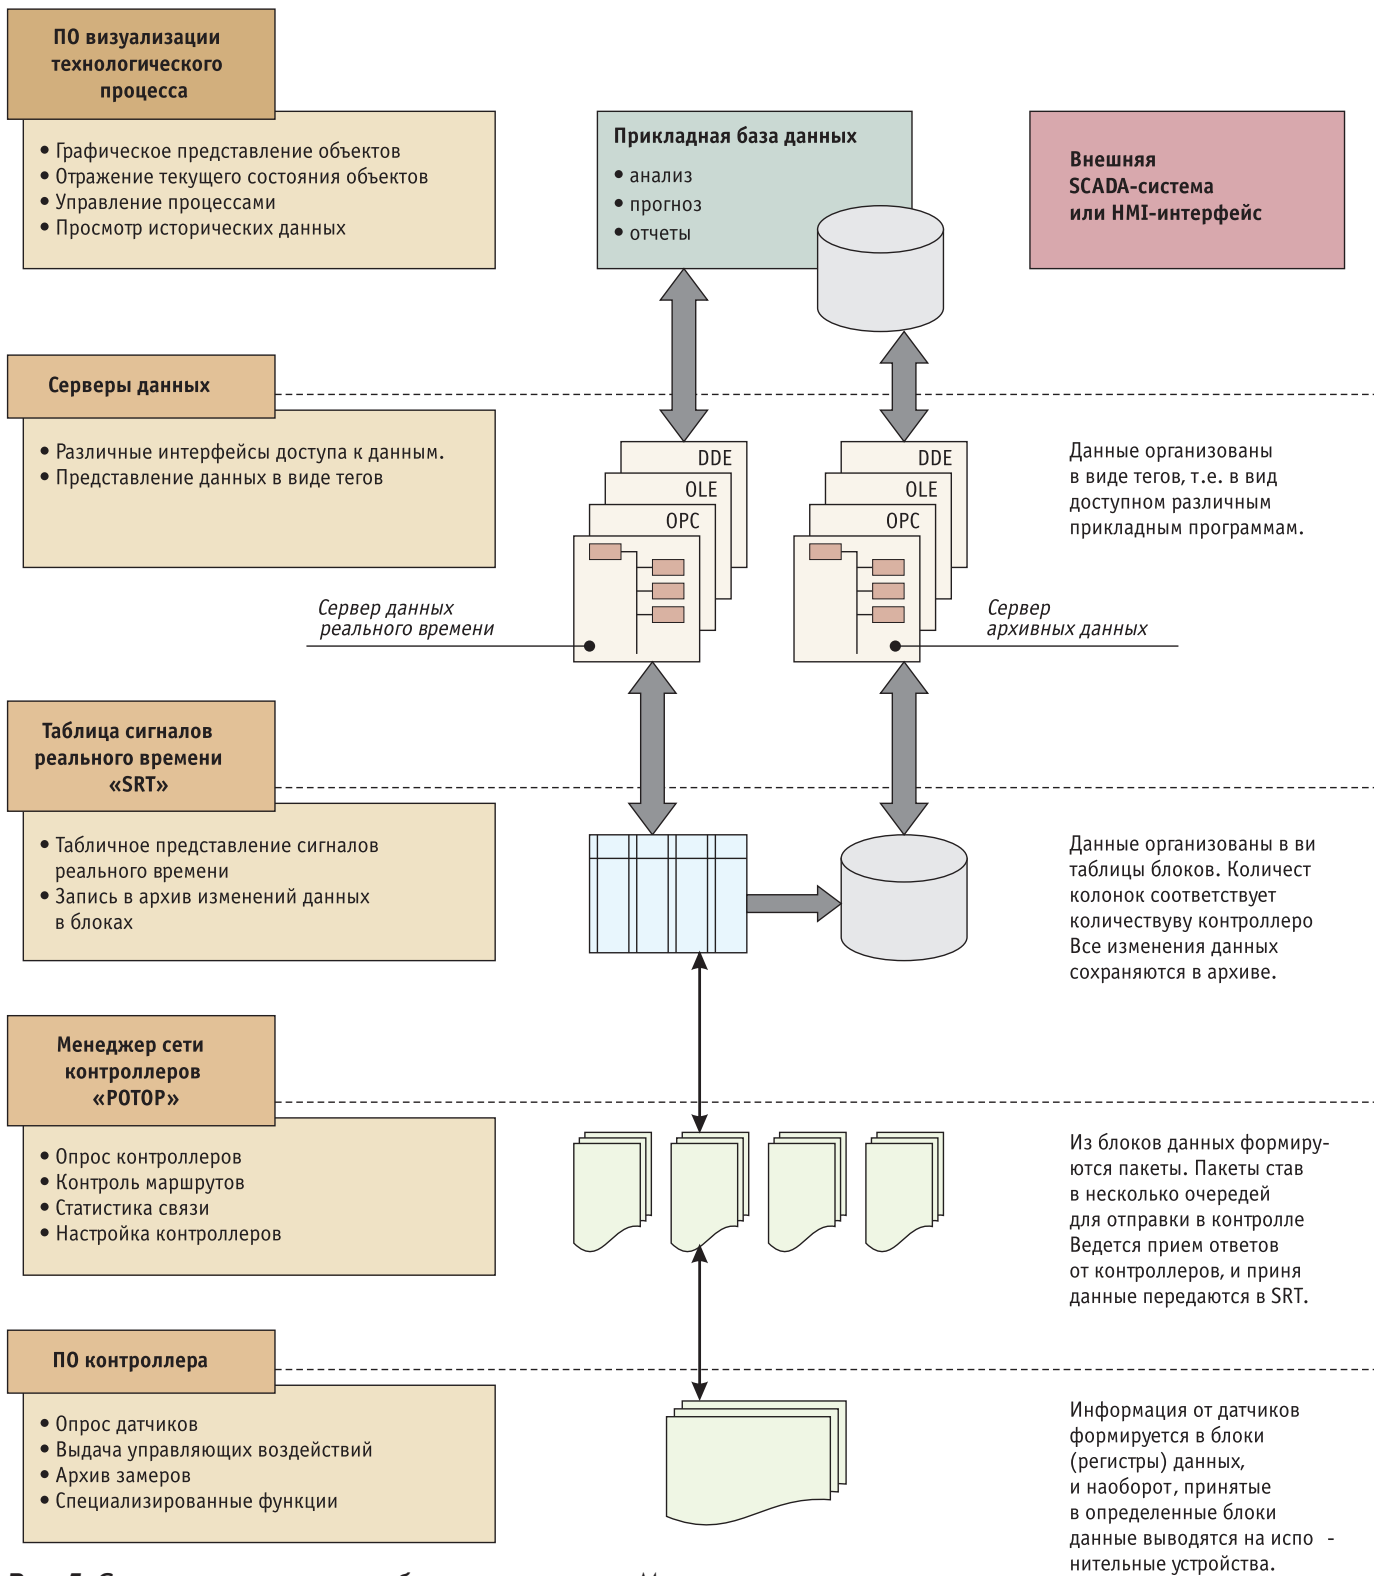 ПО визуализации
технологического
процесса
• Графическое представление объектов
• Отражение текущего состояния объектов
• Управление процессами
• Просмотр исторических данных
Прикладная база данных
• анализ
• прогноз
• отчеты
Внешняя
SCADA-система
или HMI-интерфейс
Серверы данных
• Различные интерфейсы доступа к данным.
• Представление данных в виде тегов
DDE
OLE
OPC
DDE
OLE
OPC
Данные организованы
в виде тегов, т.е. в вид
доступном различным
прикладным программам.
Сервер данных
реального времени
Сервер
архивных данных
Таблица сигналов
реального времени
«SRT»
• Табличное представление сигналов
реального времени
• Запись в архив изменений данных
в блоках
Данные организованы в ви
таблицы блоков. Количест
колонок соответствует
количествуву контроллеро
Все изменения данных
сохраняются в архиве.
Менеджер сети
контроллеров
«РОТОР»
• Опрос контроллеров
• Контроль маршрутов
• Статистика связи
• Настройка контроллеров
Из блоков данных формиру-
ются пакеты. Пакеты став
в несколько очередей
для отправки в контролле
Ведется прием ответов
от контроллеров, и приня
данные передаются в SRT.
ПО контроллера
• Опрос датчиков
• Выдача управляющих воздействий
• Архив замеров
• Специализированные функции
Информация от датчиков
формируется в блоки
(регистры) данных,
и наоборот, принятые
в определенные блоки
данные выводятся на испо -
нительные устройства.